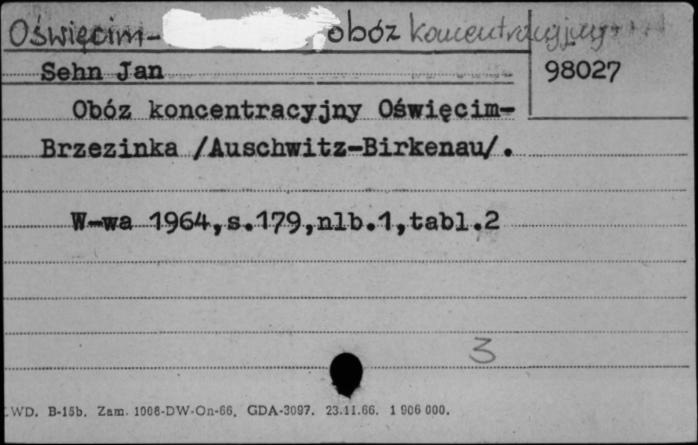 Oświęcim- obóz koncentracyjny
Sehn Jan
98027
Obóz koncentracyjny Oświęcim-
Brzezinka /Auschwitz-Birkenau/.
W-wa 1964,s.179,nlb.1,tabl.2
3
WD. B-15b. Zam. 1006-DW-On-66. GDA-3097. 23.11.66. 1 906 000.